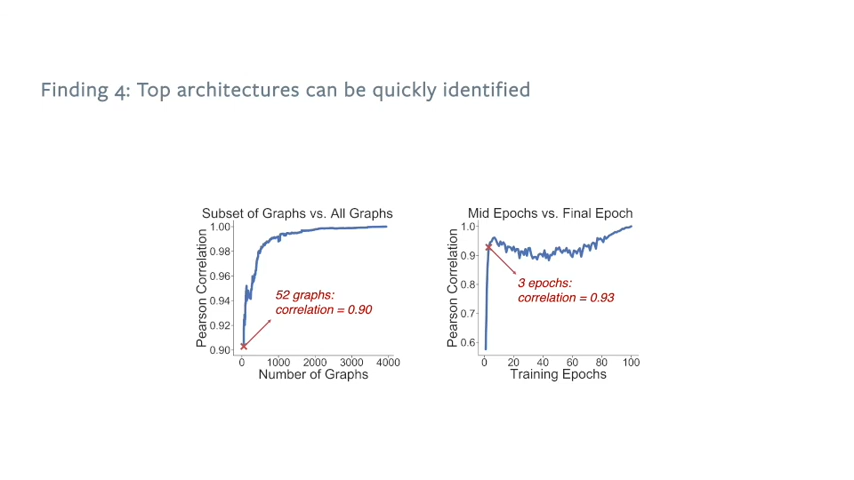 Finding 4: Top architectures can be quickly identified
Subset of Graphs vs. All Graphs
Pearson Correlation
1.00
0.98
0.96
0.94
0.92
0.90
52 graphs:
correlation = 0.90
0 1000 2000 3000 4000
Number of Graphs
Mid Epochs vs. Final Epoch
Pearson Correlation
1.0
0.9
0.8
0.7
0.6
3 epochs:
correlation = 0.93
0 20 40 60 80 100
Training Epochs